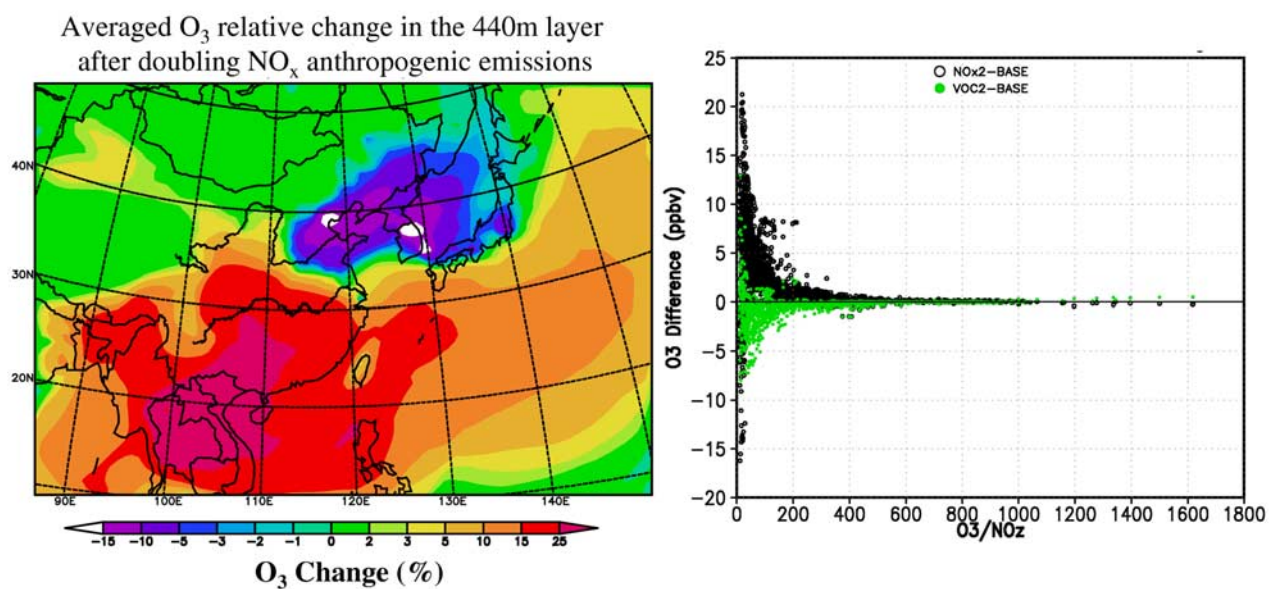 Averaged O₃ relative change in the 440m layer
after doubling NOₓ anthropogenic emissions
40N
30N
20N
90E 100E 110E 120E 130E 140E
-15 -10 -5 -3 -2 -1 0 2 3 5 10 15 25
O₃ Change (%)
NOx2-BASE
VOC2-BASE
O3 Difference (ppbv)
25
20
15
10
5
0
-5
-10
-15
-20
0 200 400 600 800 1000 1200 1400 1600 1800
O3/NOz